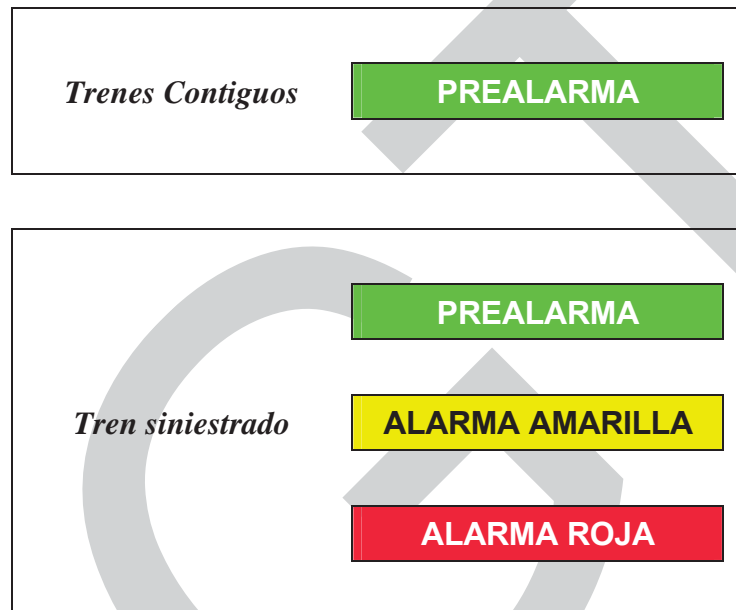 Trenes Contiguos PREALARMA
PREALARMA
Tren siniestrado ALARMA AMARILLA
ALARMA ROJA